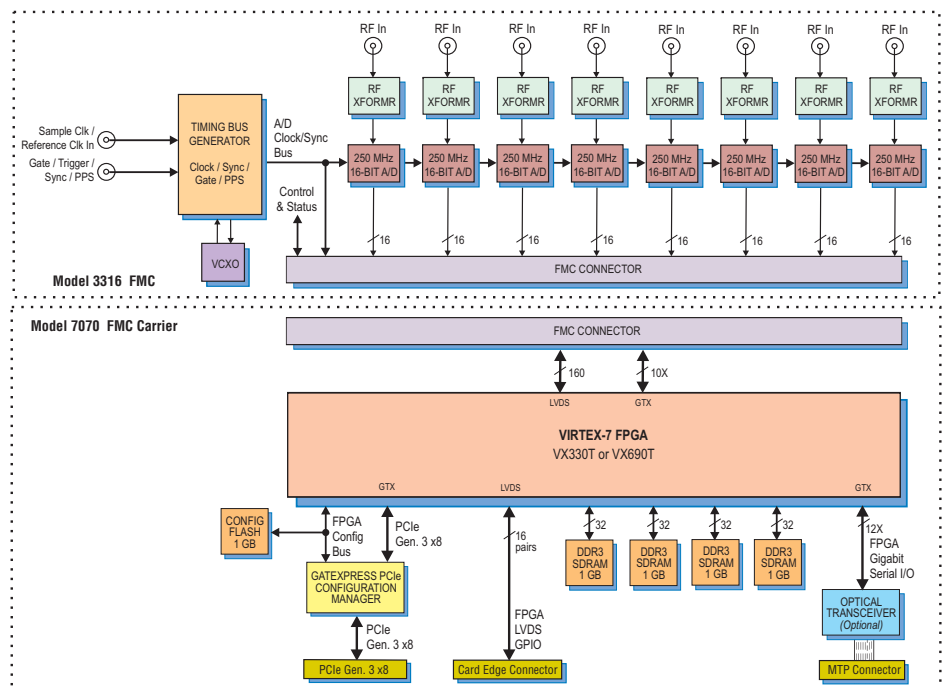 RF In
RF In
RF In
RF In
RF In
RF In
RF In
RF In
RF
XFORMR
RF
XFORMR
RF
XFORMR
RF
XFORMR
RF
XFORMR
RF
XFORMR
RF
XFORMR
RF
XFORMR
Sample Clk /
Reference Clk In
Gate / Trigger /
Sync / PPS
TIMING BUS
GENERATOR
Clock / Sync /
Gate / PPS
A/D
Clock/Sync
Bus
250 MHz
16-BIT A/D
250 MHz
16-BIT A/D
250 MHz
16-BIT A/D
250 MHz
16-BIT A/D
250 MHz
16-BIT A/D
250 MHz
16-BIT A/D
250 MHz
16-BIT A/D
250 MHz
16-BIT A/D
Control
& Status
16
16
16
16
16
16
16
16
VCXO
FMC CONNECTOR
Model 3316 FMC
Model 7070 FMC Carrier
FMC CONNECTOR
160
10X
LVDS
GTX
VIRTEX-7 FPGA
VX330T or VX690T
GTX
LVDS
GTX
CONFIG
FLASH
1 GB
FPGA
Config
Bus
PCIe
Gen. 3 x8
16
pairs
32
32
32
32
12X
FPGA
Gigabit
Serial I/O
DDR3
SDRAM
1 GB
DDR3
SDRAM
1 GB
DDR3
SDRAM
1 GB
DDR3
SDRAM
1 GB
GATEXPRESS PCIe
CONFIGURATION
MANAGER
OPTICAL
TRANSCEIVER
(Optional)
PCIe
Gen. 3 x8
FPGA
LVDS
GPIO
PCIe Gen. 3 x8
Card Edge Connector
MTP Connector